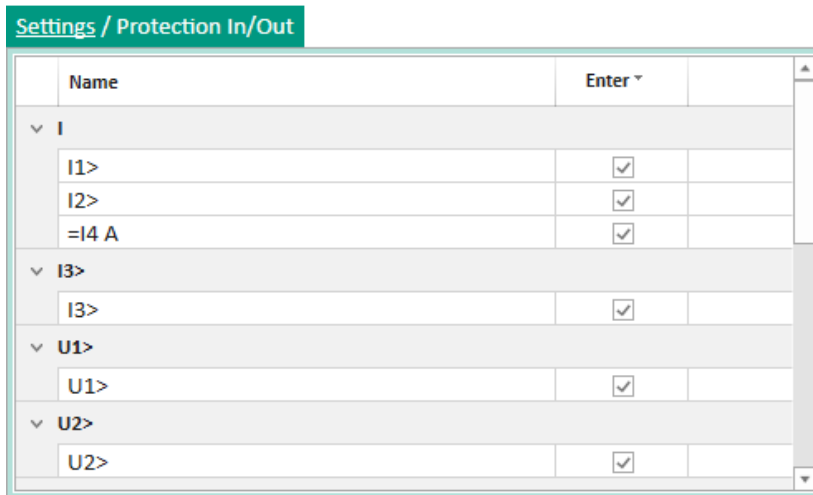 Settings / Protection In/Out
Name Enter
I
I1>
I2>
=I4 A
I3>
I3>
U1>
U1>
U2>
U2>